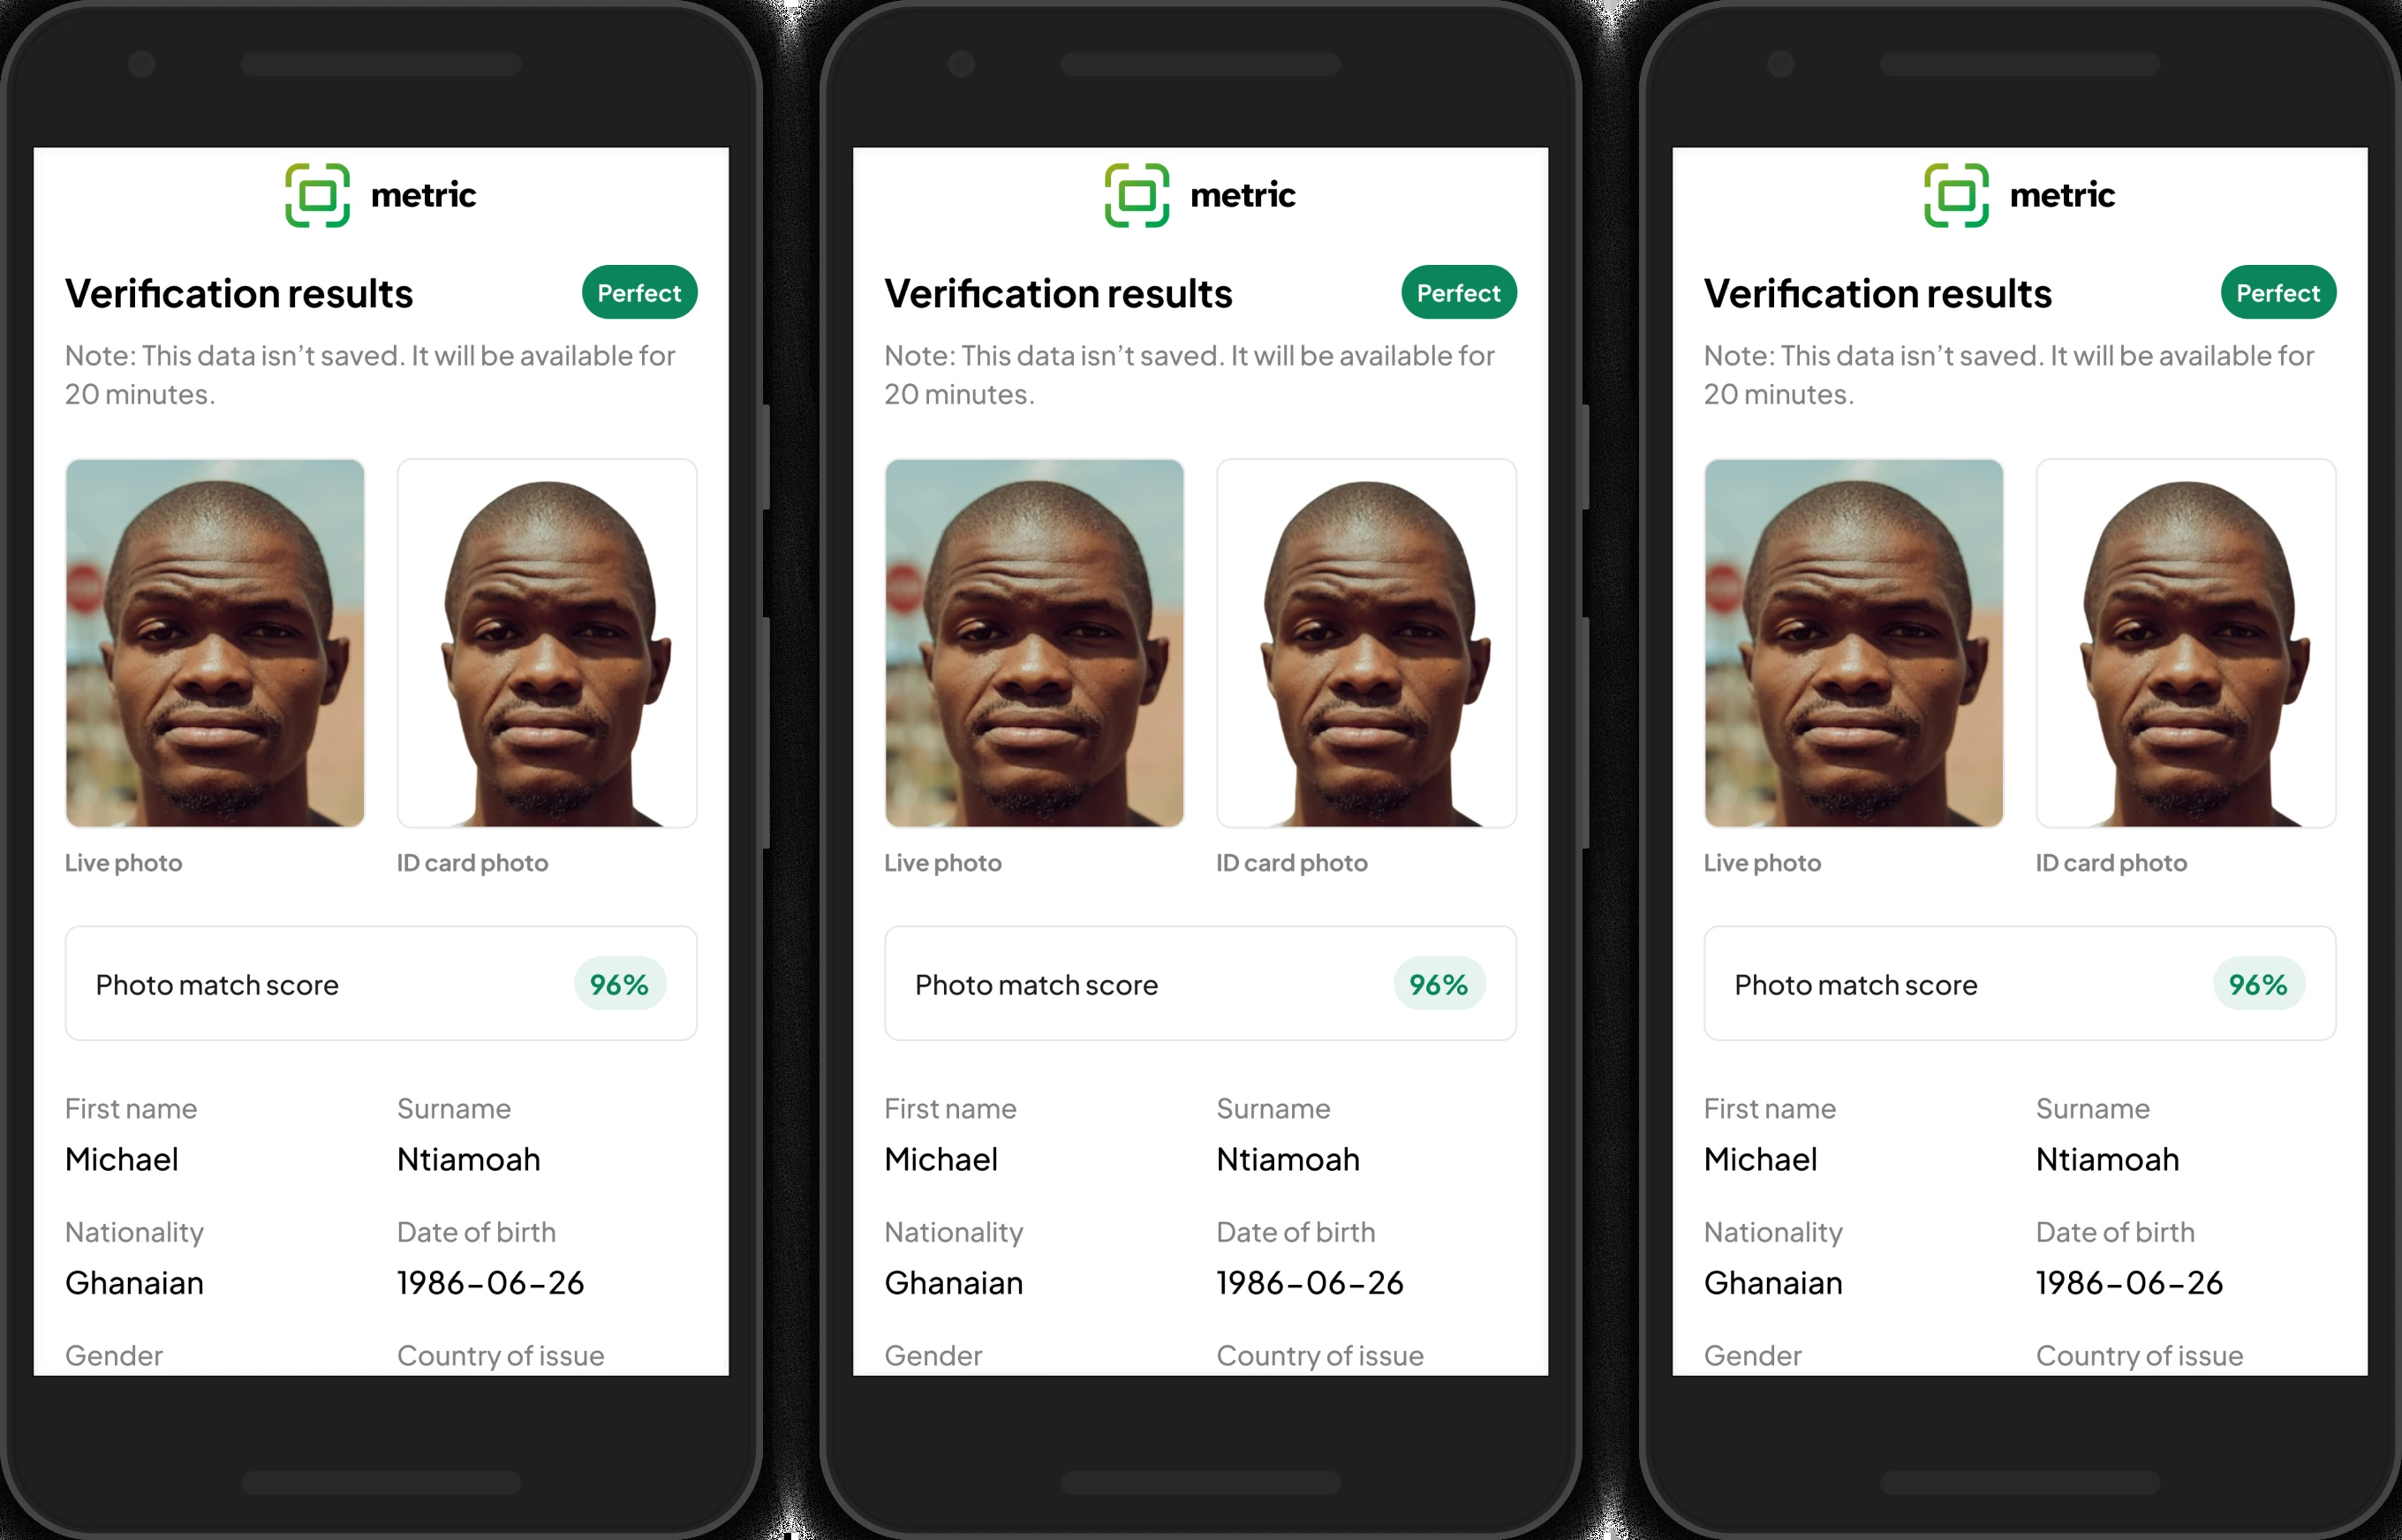 metric
Verification results
Perfect
Note: This data isn’t saved. It will be available for
20 minutes.
Live photo
ID card photo
Photo match score
96%
First name
Surname
Michael
Ntiamoah
Nationality
Date of birth
Ghanaian
1986-06-26
Gender
Country of issue
metric
Verification results
Perfect
Note: This data isn’t saved. It will be available for
20 minutes.
Live photo
ID card photo
Photo match score
96%
First name
Surname
Michael
Ntiamoah
Nationality
Date of birth
Ghanaian
1986-06-26
Gender
Country of issue
metric
Verification results
Perfect
Note: This data isn’t saved. It will be available for
20 minutes.
Live photo
ID card photo
Photo match score
96%
First name
Surname
Michael
Ntiamoah
Nationality
Date of birth
Ghanaian
1986-06-26
Gender
Country of issue